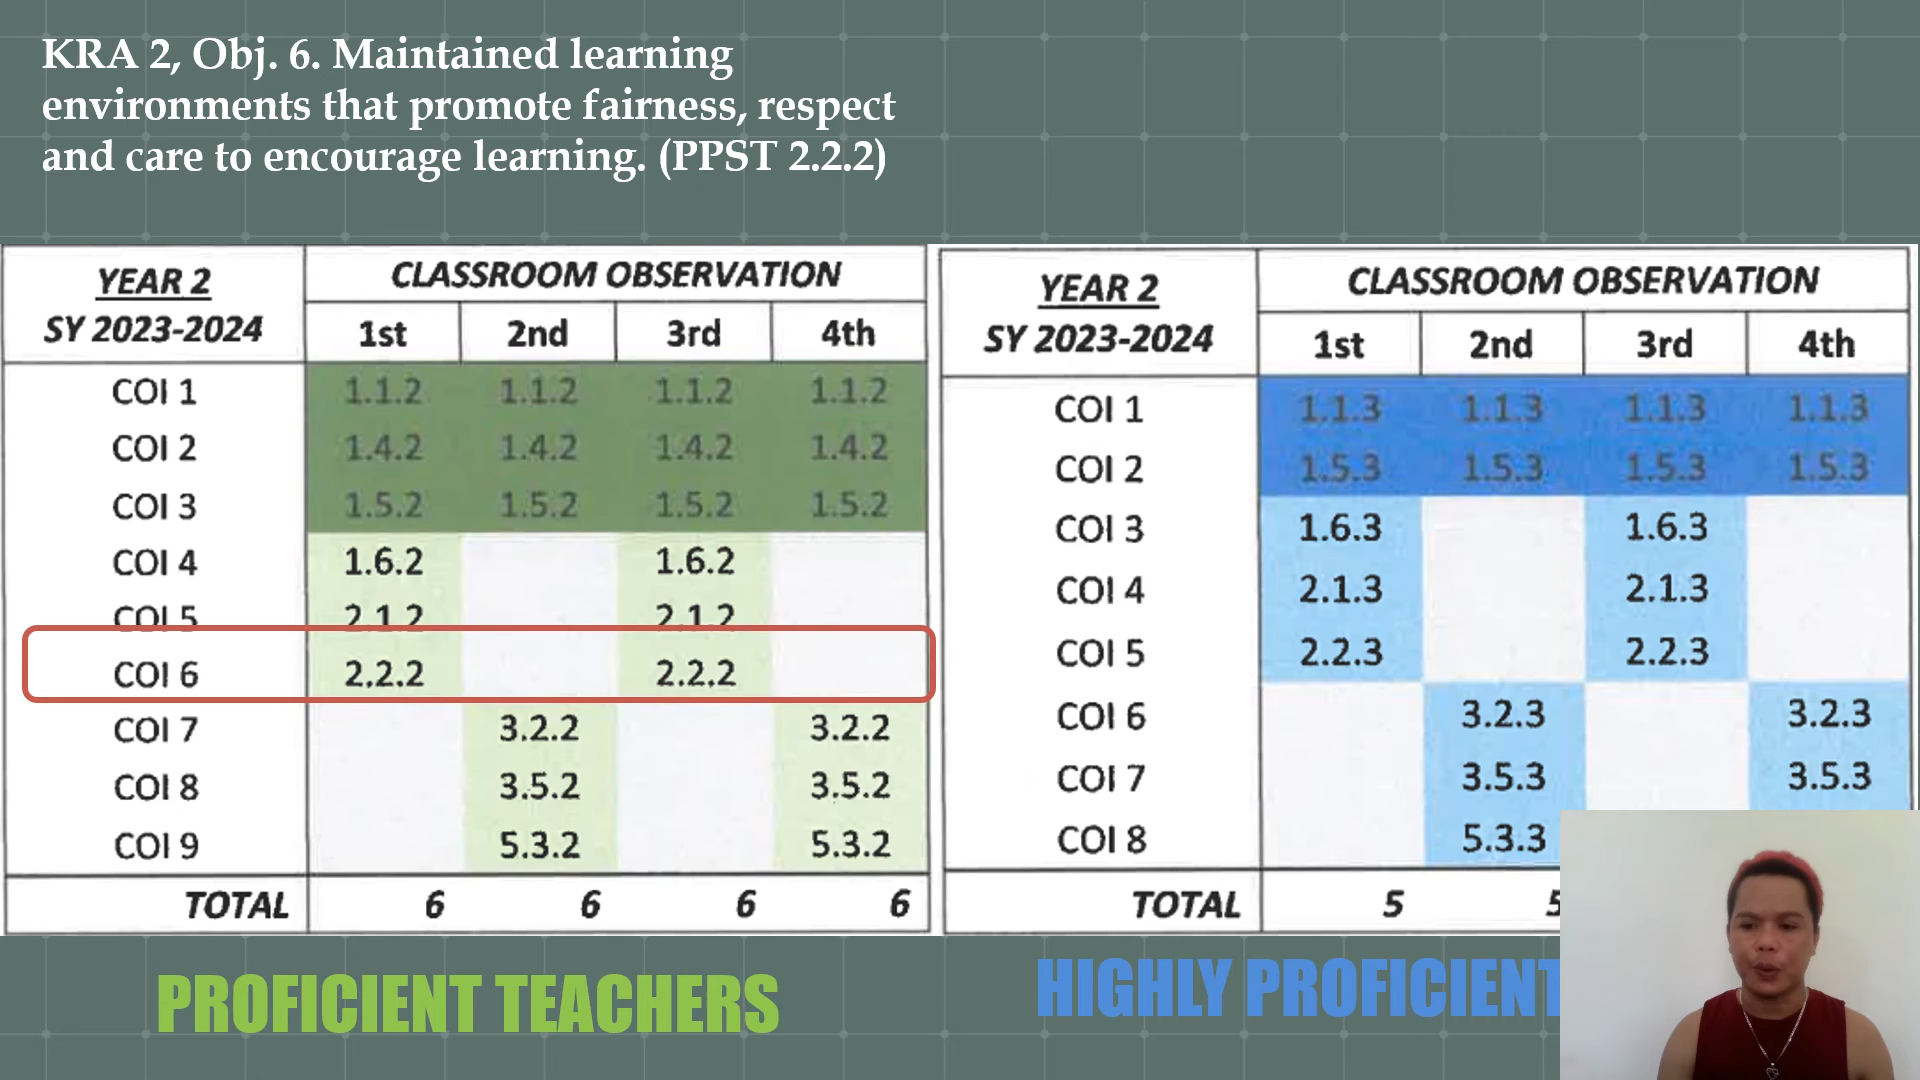 KRA 2, Obj. 6. Maintained learning
environments that promote fairness, respect
and care to encourage learning. (PPST 2.2.2)
YEAR 2
SY 2023-2024
CLASSROOM OBSERVATION
1st 2nd 3rd 4th
COI 1 1.1.2 1.1.2 1.1.2 1.1.2
COI 2 1.4.2 1.4.2 1.4.2 1.4.2
COI 3 1.5.2 1.5.2 1.5.2 1.5.2
COI 4 1.6.2 1.6.2
COI 5 2.1.2 2.1.2
COI 6 2.2.2 2.2.2
COI 7 3.2.2 3.2.2
COI 8 3.5.2 3.5.2
COI 9 5.3.2 5.3.2
TOTAL 6 6 6 6
PROFICIENT TEACHERS
YEAR 2
SY 2023-2024
CLASSROOM OBSERVATION
1st 2nd 3rd 4th
COI 1 1.1.3 1.1.3 1.1.3 1.1.3
COI 2 1.5.3 1.5.3 1.5.3 1.5.3
COI 3 1.6.3 1.6.3
COI 4 2.1.3 2.1.3
COI 5 2.2.3 2.2.3
COI 6 3.2.3 3.2.3
COI 7 3.5.3 3.5.3
COI 8 5.3.3
TOTAL 5 5
HIGHLY PROFICIENT